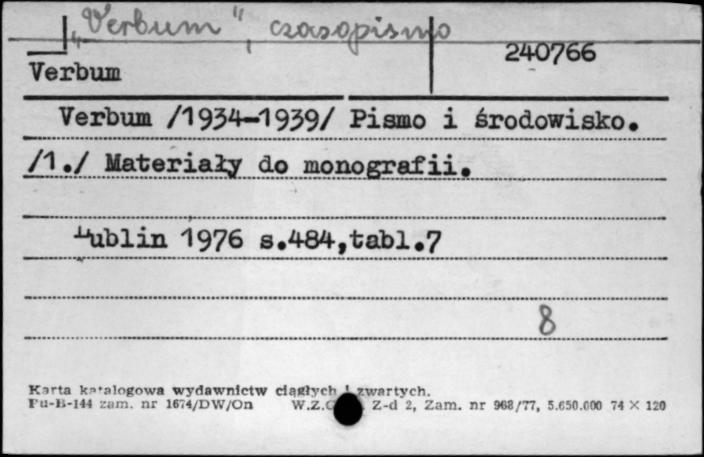 „Verbum", czasopismo
240766
Verbum
Verbum /1934-1939/ Pismo i środowisko.
/1./ Materiały do monografii.
Lublin 1976 s.484,tabl.7
8
Karta katalogowa wydawnictw ciągłych i zwartych.
Pu-B-144 zam. nr 1674/DW/On W.Z.G. Z-d 2, Zam. nr 968/77, 5.650.000 74 × 120